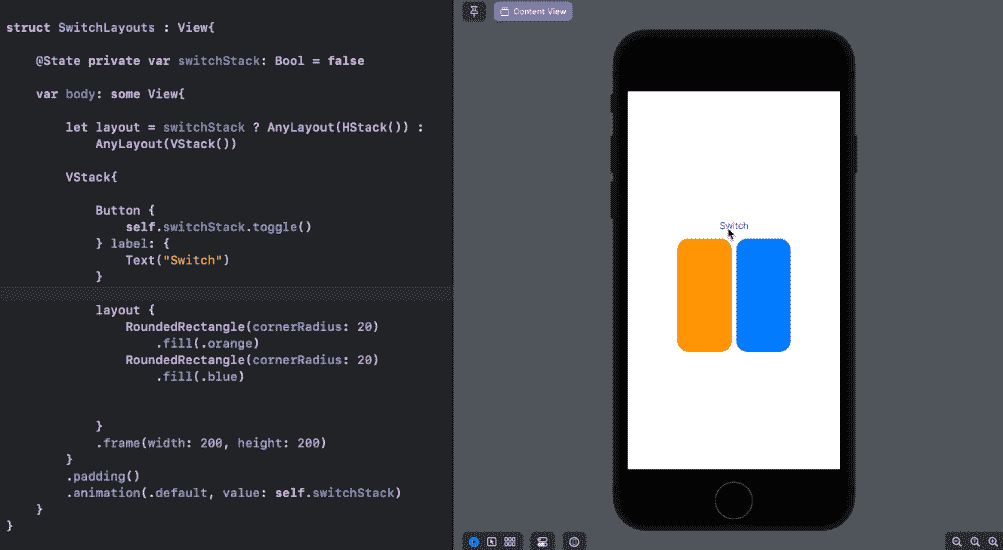 struct SwitchLayouts : View{
@State private var switchStack: Bool = false
var body: some View{
let layout = switchStack ? AnyLayout(HStack()) :
AnyLayout(VStack())
VStack{
Button {
self.switchStack.toggle()
} label: {
Text("Switch")
}
layout {
RoundedRectangle(cornerRadius: 20)
.fill(.orange)
RoundedRectangle(cornerRadius: 20)
.fill(.blue)
}
.frame(width: 200, height: 200)
}
.padding()
.animation(.default, value: self.switchStack)
}
}
Content View
Switch